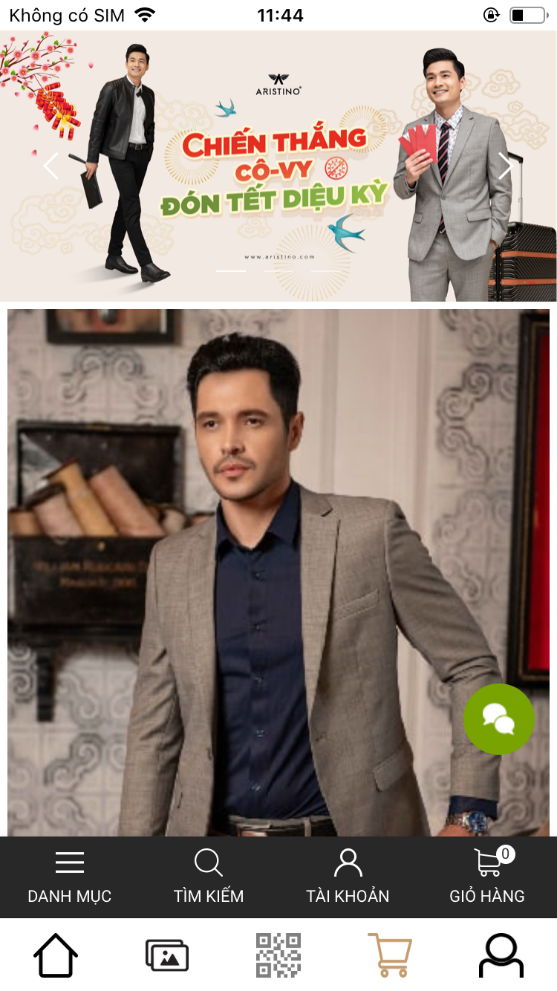 Không có SIM
11:44
ARISTINO
CHIẾN THẮNG
CÔ-VY
ĐÓN TẾT DIỆU KỲ
www.aristino.com
DANH MỤC
TÌM KIẾM
TÀI KHOẢN
0
GIỎ HÀNG